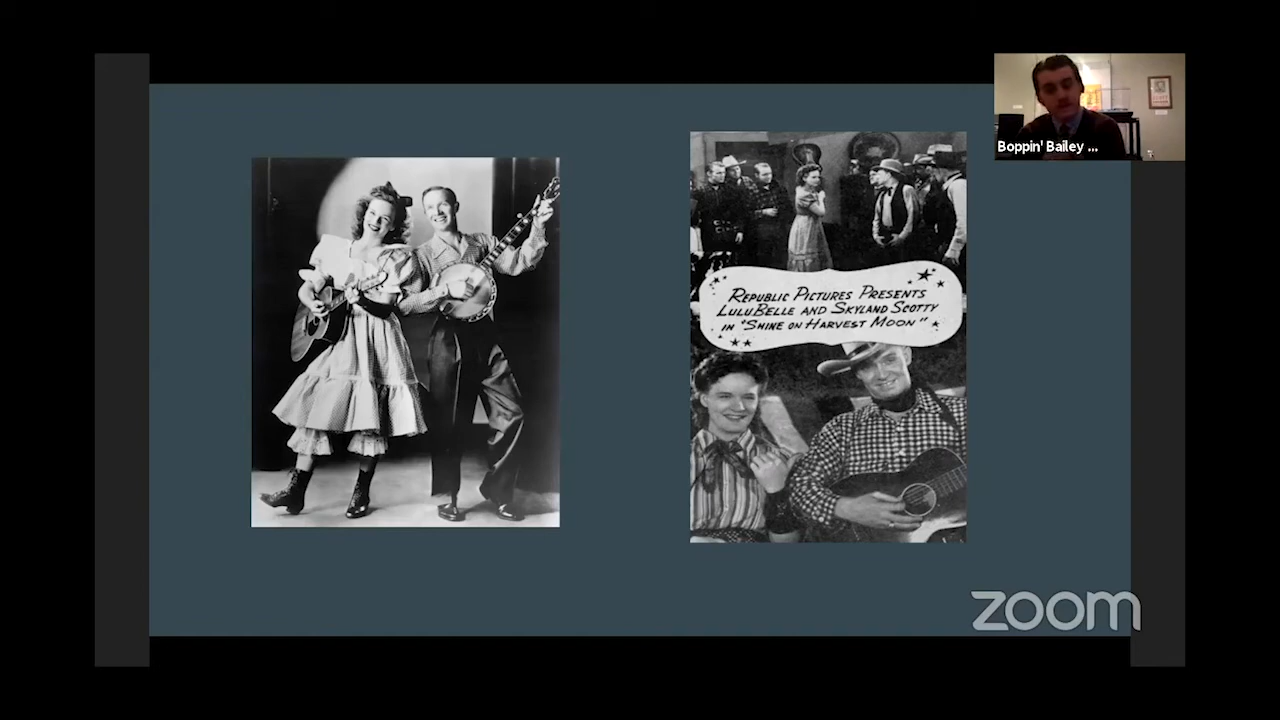 Boppin' Bailey ...
REPUBLIC PICTURES PRESENTS
LULUBELLE AND SKYLAND SCOTTY
IN "SHINE ON HARVEST MOON"
zoom